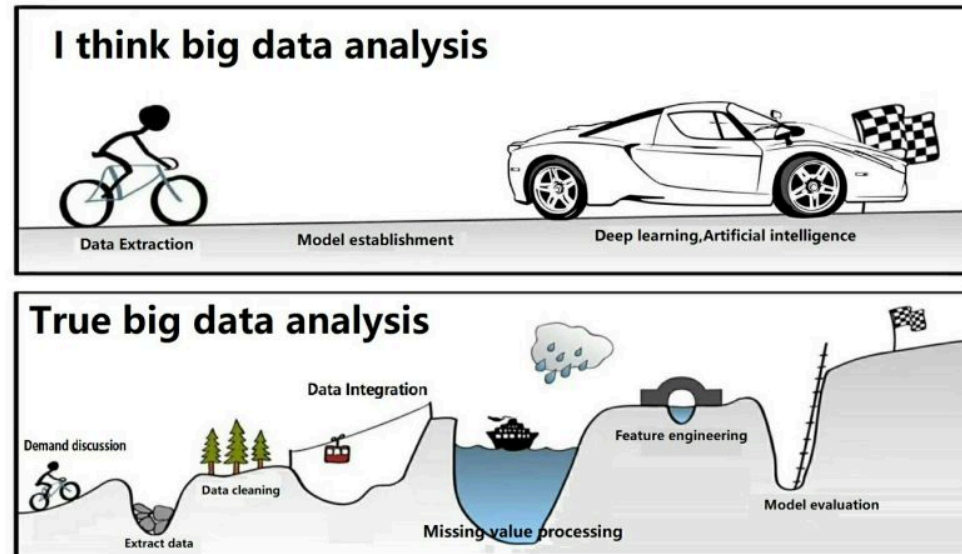 I think big data analysis
Data Extraction
Model establishment
Deep learning,Artificial intelligence
True big data analysis
Data Integration
Demand discussion
Feature engineering
Data cleaning
Model evaluation
Missing value processing
Extract data